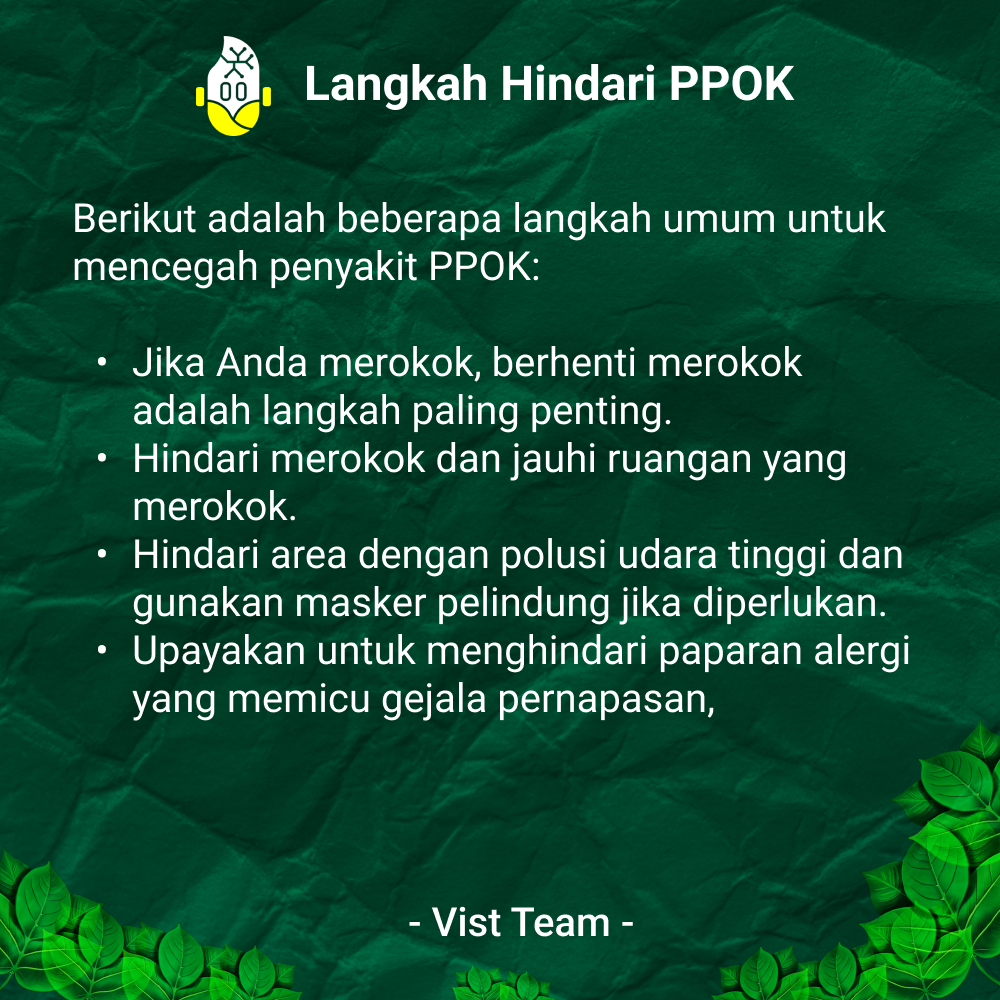 Langkah Hindari PPOK
Berikut adalah beberapa langkah umum untuk
mencegah penyakit PPOK:
• Jika Anda merokok, berhenti merokok
adalah langkah paling penting.
• Hindari merokok dan jauhi ruangan yang
merokok.
• Hindari area dengan polusi udara tinggi dan
gunakan masker pelindung jika diperlukan.
• Upayakan untuk menghindari paparan alergi
yang memicu gejala pernapasan,
- Vist Team -